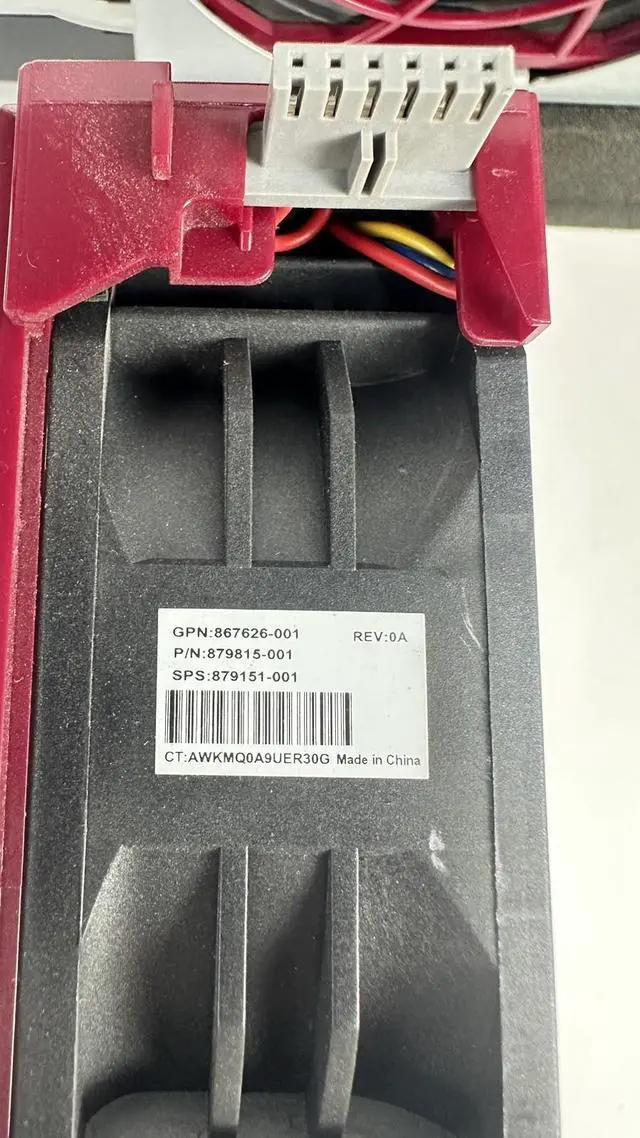 GPN:867626-001 REV:0A
P/N:879815-001
SPS:879151-001
CT:AWKMQ0A9UER30G Made in China